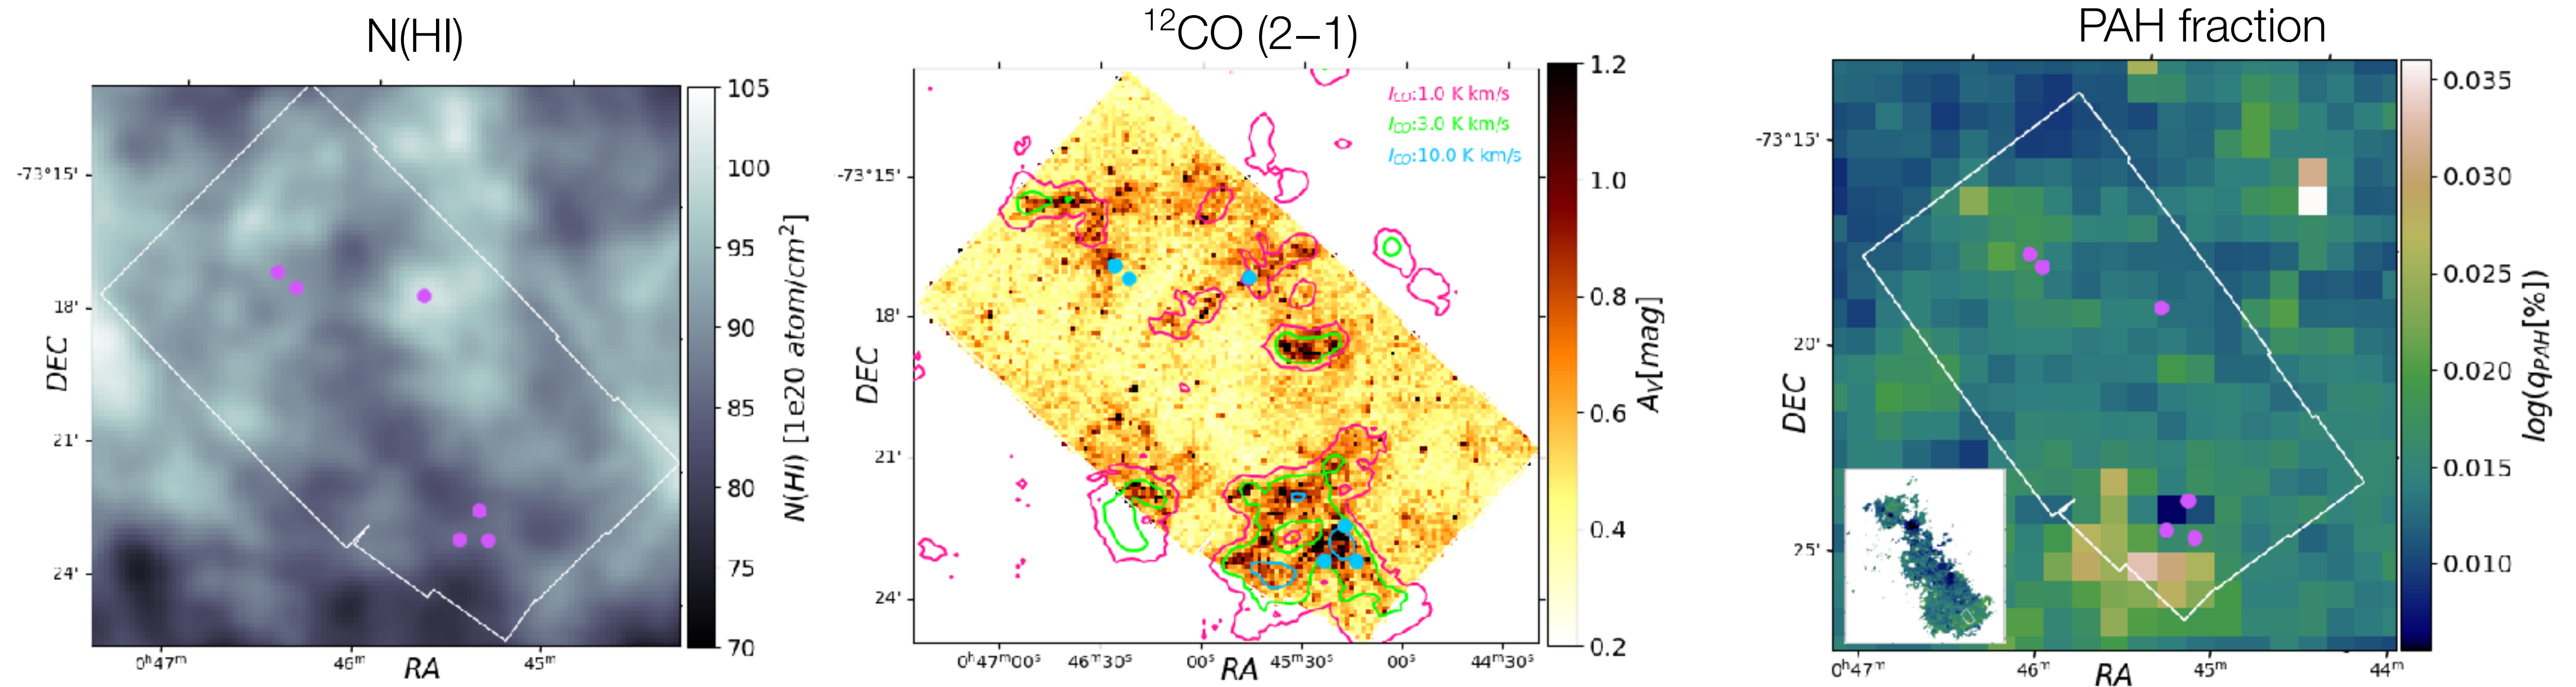 N(HI)
-73°15'
18'
21'
24'
DEC
0ʰ47ᵐ
46ᵐ
45ᵐ
RA
105
100
95
90
85
80
75
70
N(HI) [1e20 atom/cm²]
¹²CO (2–1)
I_CO:1.0 K km/s
I_CO:3.0 K km/s
I_CO:10.0 K km/s
-73°15'
18'
21'
24'
DEC
0ʰ47ᵐ00ˢ
46ᵐ30ˢ
00ˢ
45ᵐ30ˢ
00ˢ
44ᵐ30ˢ
RA
1.2
1.0
0.8
0.6
0.4
0.2
A_V[mag]
PAH fraction
-73°15'
20'
25'
DEC
0ʰ47ᵐ
46ᵐ
45ᵐ
44ᵐ
RA
0.035
0.030
0.025
0.020
0.015
0.010
log(q_PAH[%])